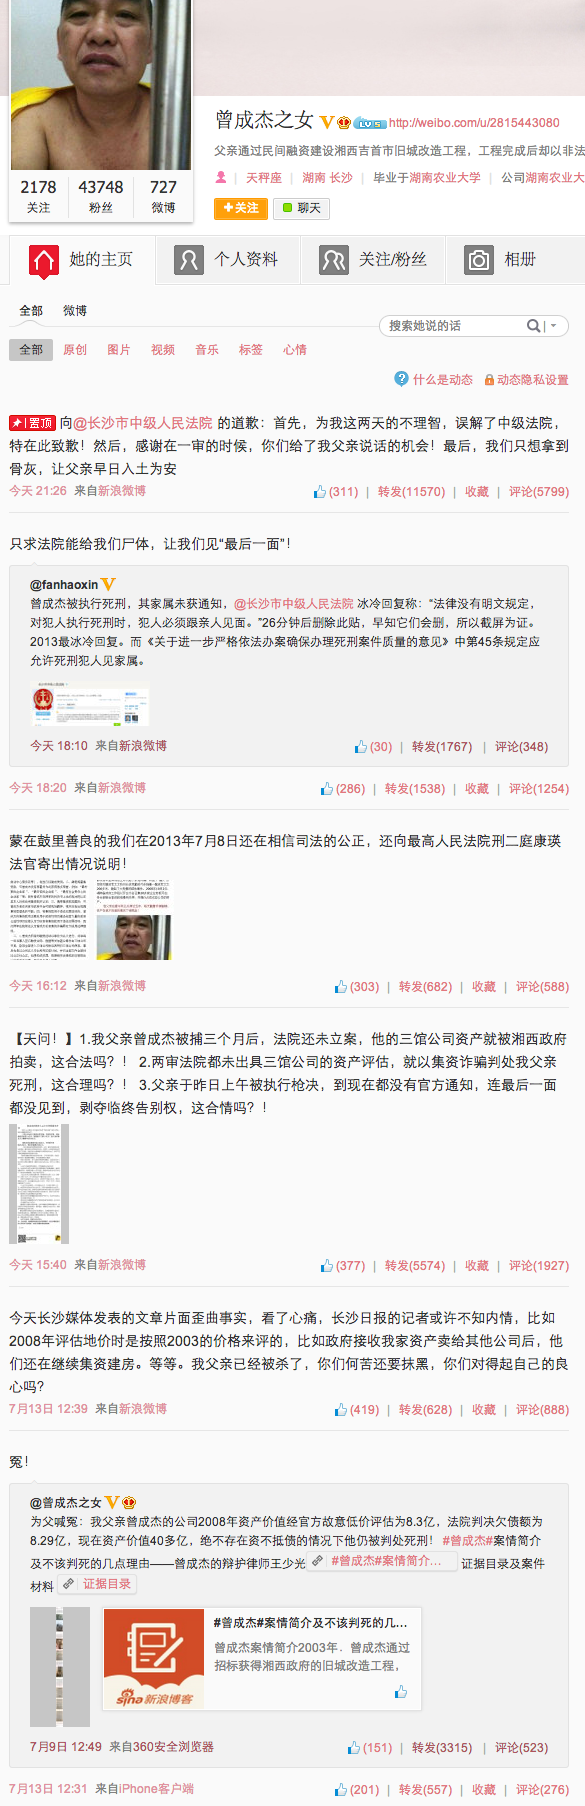 曾成杰之女 V LV 5 http://weibo.com/u/2815443080
父亲通过民间融资建设湘西吉首市旧城改造工程，工程完成后却以非法
天秤座 | 湖南 长沙 | 毕业于湖南农业大学 | 公司湖南农业大
2178 43748 727
关注 粉丝 微博
+关注 聊天
她的主页 个人资料 关注/粉丝 相册
全部 微博
搜索她说的话
全部 原创 图片 视频 音乐 标签 心情
什么是动态 动态隐私设置
置顶 向@长沙市中级人民法院 的道歉：首先，为我这两天的不理智，误解了中级法院，
特在此致歉！然后，感谢在一审的时候，你们给了我父亲说话的机会！最后，我们只想拿到
骨灰，让父亲早日入土为安
今天 21:26 来自新浪微博 (311) | 转发(11570) | 收藏 | 评论(5799)
只求法院能给我们尸体，让我们见“最后一面”！
@fanhaoxin V
曾成杰被执行死刑，其家属未获通知，@长沙市中级人民法院 冰冷回复称：“法律没有明文规定，
对犯人执行死刑时，犯人必须跟亲人见面。”26分钟后删除此贴，早知它们会删，所以截屏为证。
2013最冰冷回复。而《关于进一步严格依法办案确保办理死刑案件质量的意见》中第45条规定应
允许死刑犯人见家属。
今天 18:10 来自新浪微博 (30) | 转发(1767) | 评论(348)
今天 18:20 来自新浪微博 (286) | 转发(1538) | 收藏 | 评论(1254)
蒙在鼓里善良的我们在2013年7月8日还在相信司法的公正，还向最高人民法院刑二庭康瑛
法官寄出情况说明！
今天 16:12 来自新浪微博 (303) | 转发(682) | 收藏 | 评论(588)
【天问！】1.我父亲曾成杰被捕三个月后，法院还未立案，他的三馆公司资产就被湘西政府
拍卖，这合法吗？！ 2.两审法院都未出具三馆公司的资产评估，就以集资诈骗判处我父亲
死刑，这合理吗？！ 3.父亲于昨日上午被执行枪决，到现在都没有官方通知，连最后一面
都没见到，剥夺临终告别权，这合情吗？！
今天 15:40 来自新浪微博 (377) | 转发(5574) | 收藏 | 评论(1927)
今天长沙媒体发表的文章片面歪曲事实，看了心痛，长沙日报的记者或许不知内情，比如
2008年评估地价时是按照2003的价格来评的，比如政府接收我家资产卖给其他公司后，他
们还在继续集资建房。等等。我父亲已经被杀了，你们何苦还要抹黑，你们对得起自己的良
心吗？
7月13日 12:39 来自新浪微博 (419) | 转发(628) | 收藏 | 评论(888)
冤！
@曾成杰之女 V
为父喊冤：我父亲曾成杰的公司2008年资产价值经官方故意低价评估为8.3亿，法院判决欠债额为
8.29亿，现在资产价值40多亿，绝不存在资不抵债的情况下他仍被判处死刑！ #曾成杰#案情简介
及不该判死的几点理由——曾成杰的辩护律师王少光 #曾成杰#案情简介... 证据目录及案件
材料 证据目录
#曾成杰#案情简介及不该判死的几...
曾成杰案情简介2003年．曾成杰通过
招标获得湘西政府的旧城改造工程，
sina新浪博客
7月9日 12:49 来自360安全浏览器 (151) | 转发(3315) | 评论(523)
7月13日 12:31 来自iPhone客户端 (201) | 转发(557) | 收藏 | 评论(276)